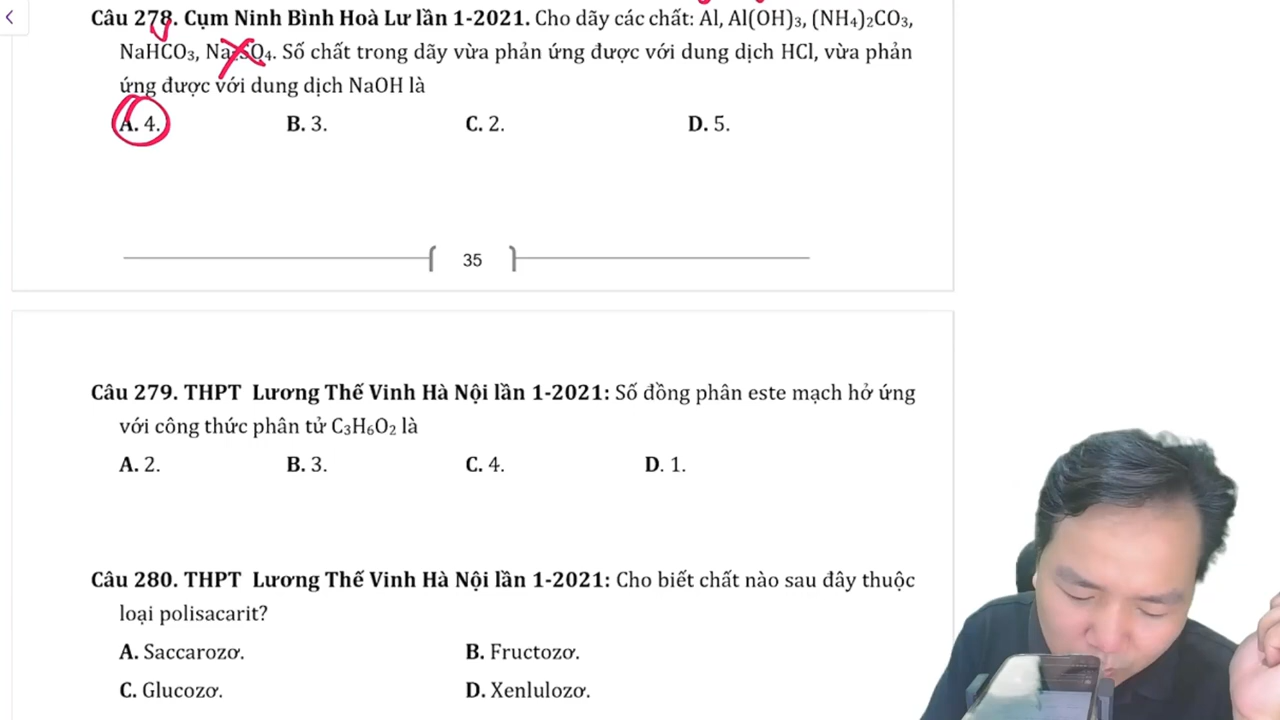 Câu 278. Cụm Ninh Bình Hoà Lư lần 1-2021. Cho dãy các chất: Al, Al(OH)₃, (NH₄)₂CO₃,
NaHCO₃, Na₂SO₄. Số chất trong dãy vừa phản ứng được với dung dịch HCl, vừa phản
ứng được với dung dịch NaOH là
A. 4. B. 3. C. 2. D. 5.
35
Câu 279. THPT Lương Thế Vinh Hà Nội lần 1-2021: Số đồng phân este mạch hở ứng
với công thức phân tử C₃H₆O₂ là
A. 2. B. 3. C. 4. D. 1.
Câu 280. THPT Lương Thế Vinh Hà Nội lần 1-2021: Cho biết chất nào sau đây thuộc
loại polisacarit?
A. Saccarozơ. B. Fructozơ.
C. Glucozơ. D. Xenlulozơ.